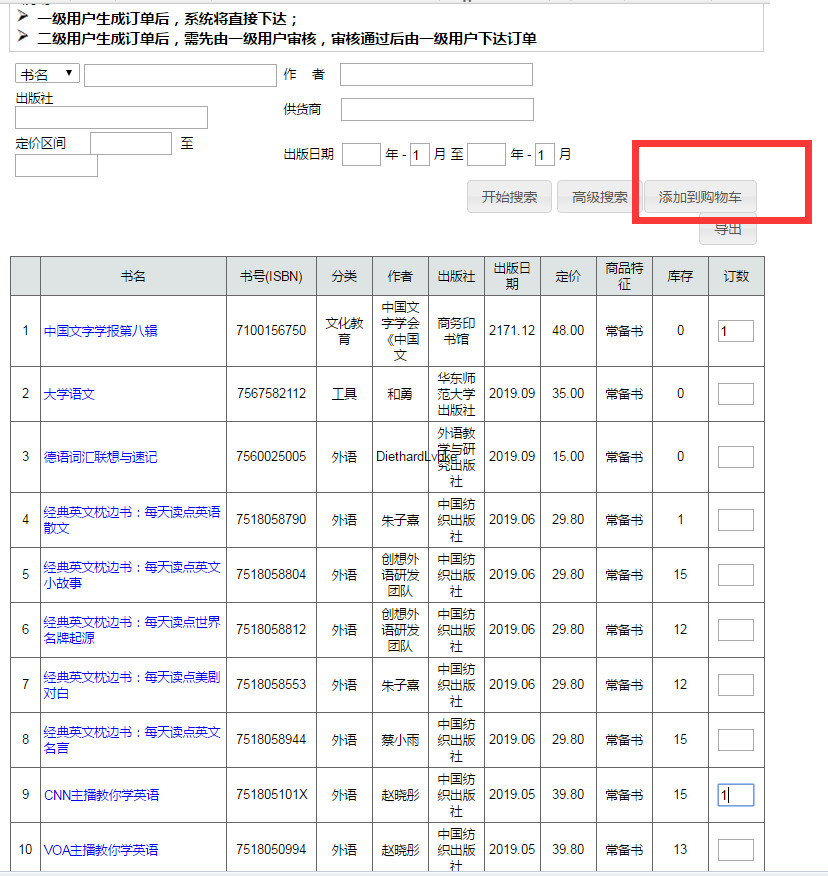 一级用户生成订单后，系统将直接下达；
二级用户生成订单后，需先由一级用户审核，审核通过后由一级用户下达订单
书名 ▼
作 者
出版社
供货商
定价区间 至
出版日期 年 - 1 月 至 年 - 1 月
开始搜索 高级搜索 添加到购物车
导出
书名 书号(ISBN) 分类 作者 出版社 出版日期 定价 商品特征 库存 订数
1 中国文字学报第八辑 7100156750 文化教育 中国文字学会《中国文 商务印书馆 2171.12 48.00 常备书 0 1
2 大学语文 7567582112 工具 和勇 华东师范大学出版社 2019.09 35.00 常备书 0
3 德语词汇联想与速记 7560025005 外语 外语教学与研究出版社 2019.09 15.00 常备书 0
4 经典英文枕边书：每天读点英语散文 7518058790 外语 朱子熹 中国纺织出版社 2019.06 29.80 常备书 1
5 经典英文枕边书：每天读点英文小故事 7518058804 外语 创想外语研发团队 中国纺织出版社 2019.06 29.80 常备书 15
6 经典英文枕边书：每天读点世界名牌起源 7518058812 外语 创想外语研发团队 中国纺织出版社 2019.06 29.80 常备书 12
7 经典英文枕边书：每天读点美剧对白 7518058553 外语 朱子熹 中国纺织出版社 2019.06 29.80 常备书 12
8 经典英文枕边书：每天读点英文名言 7518058944 外语 蔡小雨 中国纺织出版社 2019.06 29.80 常备书 15
9 CNN主播教你学英语 751805101X 外语 赵晓彤 中国纺织出版社 2019.05 39.80 常备书 15 1
10 VOA主播教你学英语 7518050994 外语 赵晓彤 中国纺织出版社 2019.05 39.80 常备书 13